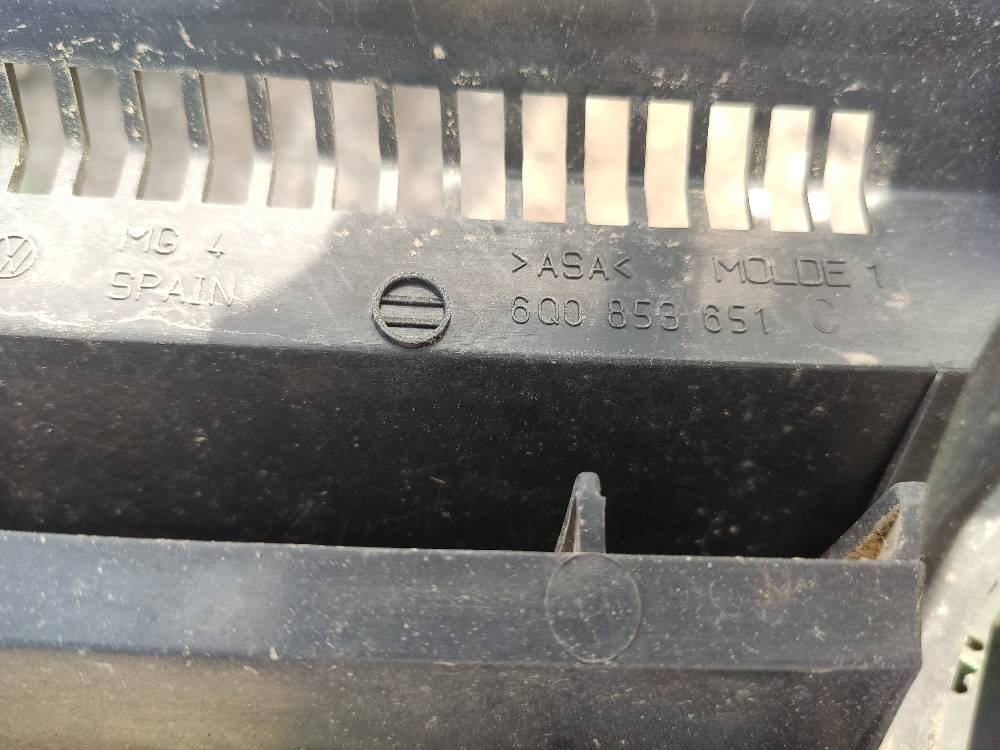 MG 4
SPAIN
>ASA< MOLDE 1
6Q0 853 651 C